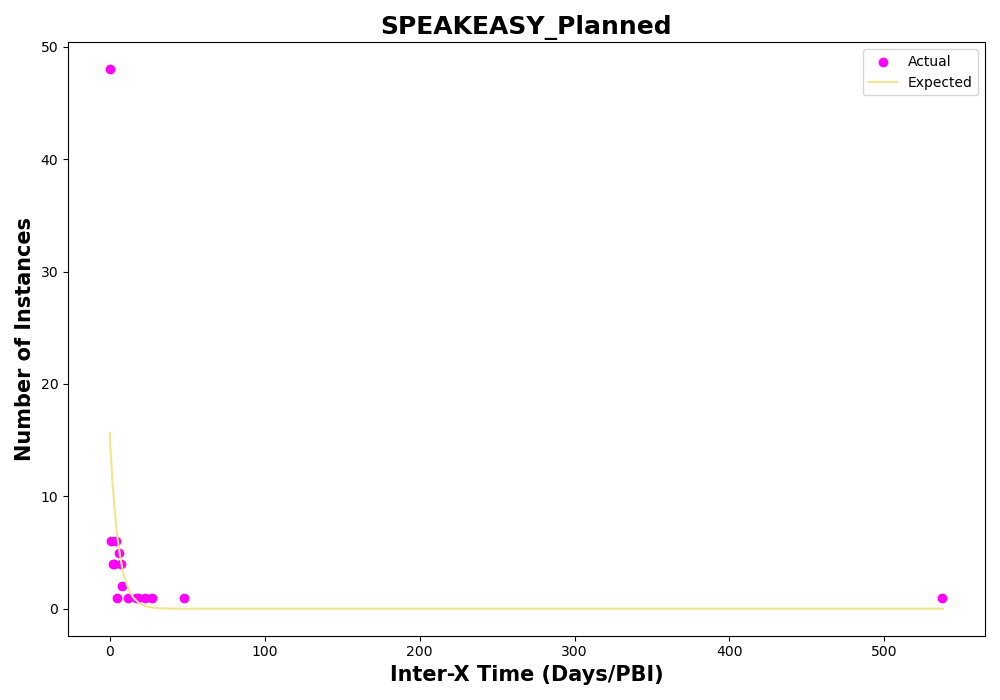 SPEAKEASY_Planned
Actual
Expected
50
40
30
20
10
0
Number of Instances
0
100
200
300
400
500
Inter-X Time (Days/PBI)